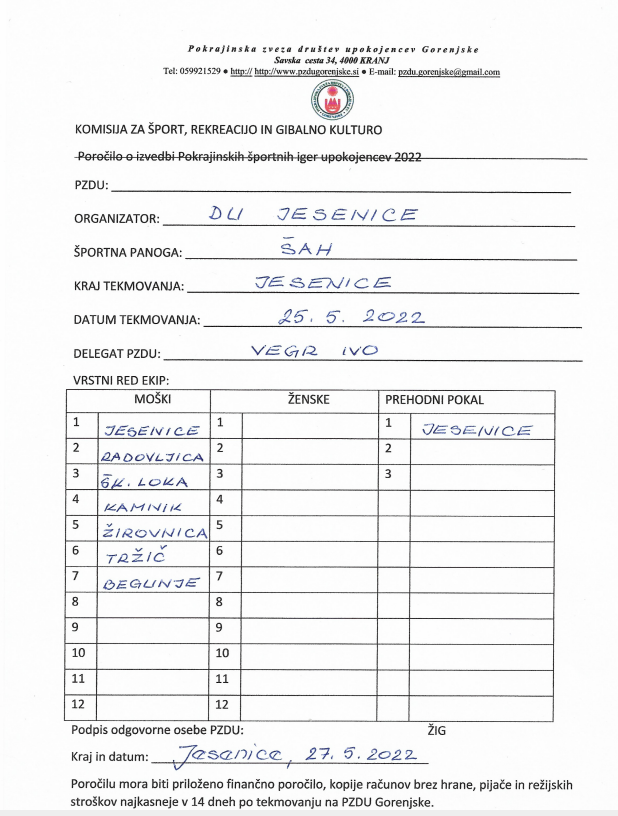 Pokrajinska zveza društev upokojencev Gorenjske
Savska cesta 34, 4000 KRANJ
Tel: 059921529 ● http:// http://www.pzdugorenjske.si ● E-mail: pzdu.gorenjske@gmail.com
KOMISIJA ZA ŠPORT, REKREACIJO IN GIBALNO KULTURO
Poročilo o izvedbi Pokrajinskih športnih iger upokojencev 2022
PZDU:
ORGANIZATOR: DU JESENICE
ŠPORTNA PANOGA: ŠAH
KRAJ TEKMOVANJA: JESENICE
DATUM TEKMOVANJA: 25. 5. 2022
DELEGAT PZDU: VEGR IVO
VRSTNI RED EKIP:
MOŠKI ŽENSKE PREHODNI POKAL
1 JESENICE 1 1 JESENICE
2 RADOVLJICA 2 2
3 ŠK. LOKA 3 3
4 KAMNIK 4
5 ŽIROVNICA 5
6 TRŽIČ 6
7 BEGUNJE 7
8 8
9 9
10 10
11 11
12 12
Podpis odgovorne osebe PZDU: ŽIG
Kraj in datum: Jesenice, 27. 5. 2022
Poročilu mora biti priloženo finančno poročilo, kopije računov brez hrane, pijače in režijskih
stroškov najkasneje v 14 dneh po tekmovanju na PZDU Gorenjske.